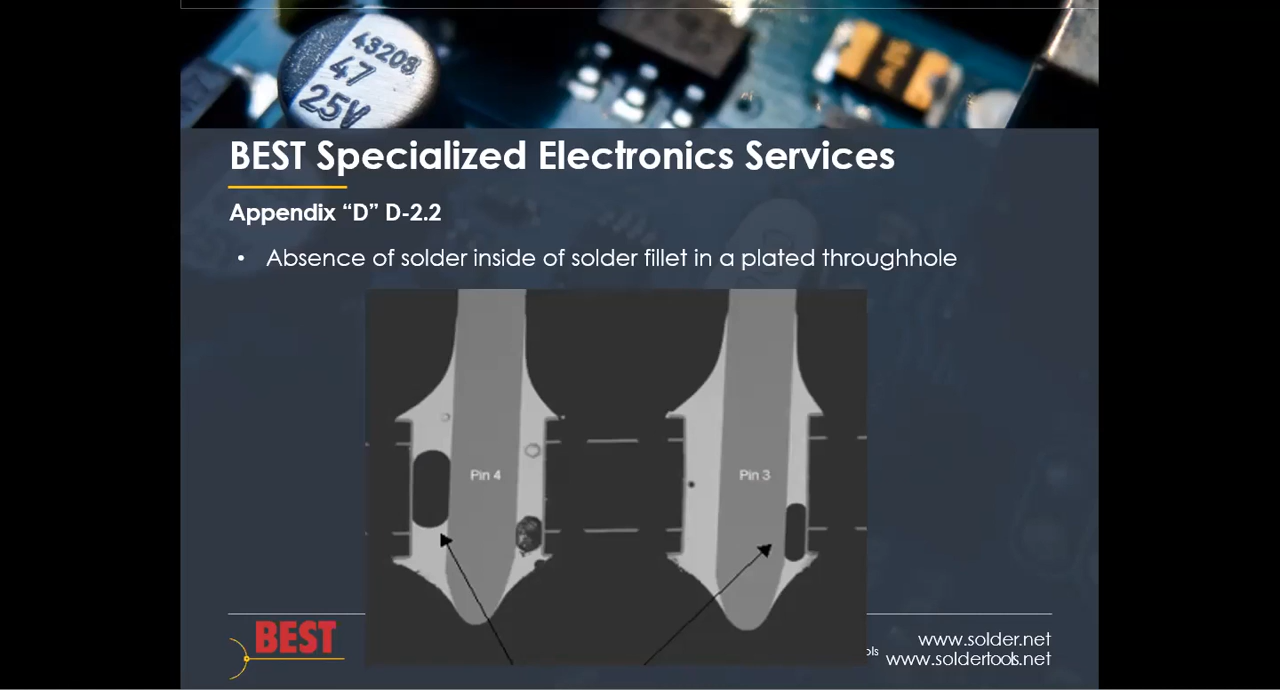 43208
47
25V
BEST Specialized Electronics Services
Appendix “D” D-2.2
• Absence of solder inside of solder fillet in a plated throughhole
Pin 4
Pin 3
BEST
ols
www.solder.net
www.soldertools.net